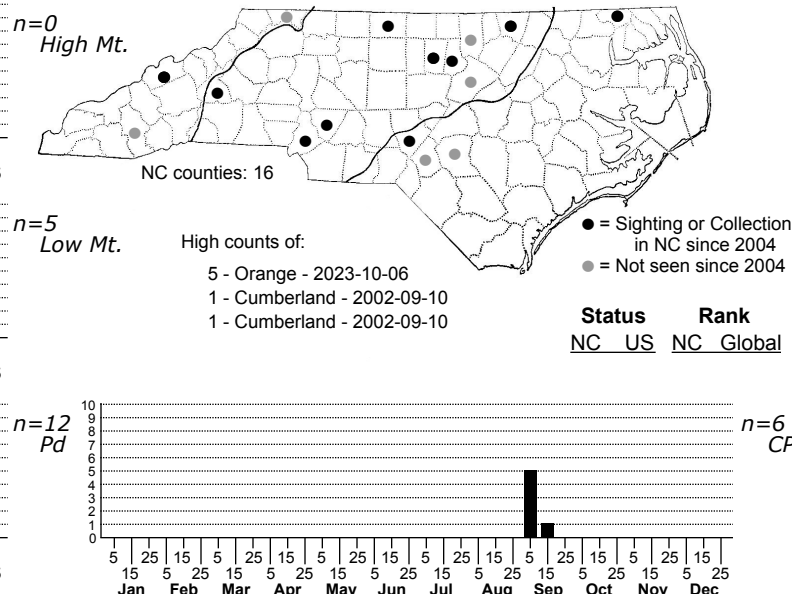 n=0
High Mt.
NC counties: 16
n=5
Low Mt.
High counts of:
5 - Orange - 2023-10-06
1 - Cumberland - 2002-09-10
1 - Cumberland - 2002-09-10
= Sighting or Collection
in NC since 2004
= Not seen since 2004
Status Rank
NC US NC Global
n=12
Pd
n=6
CP
10
9
8
7
6
5
4
3
2
1
0
5 25 15 5 25 15 5 25 15 5 25 15 5 25 15 5 25 15
15 5 25 15 5 25 15 5 25 15 5 25 15 5 25 15 5 25
Jan Feb Mar Apr May Jun Jul Aug Sep Oct Nov Dec